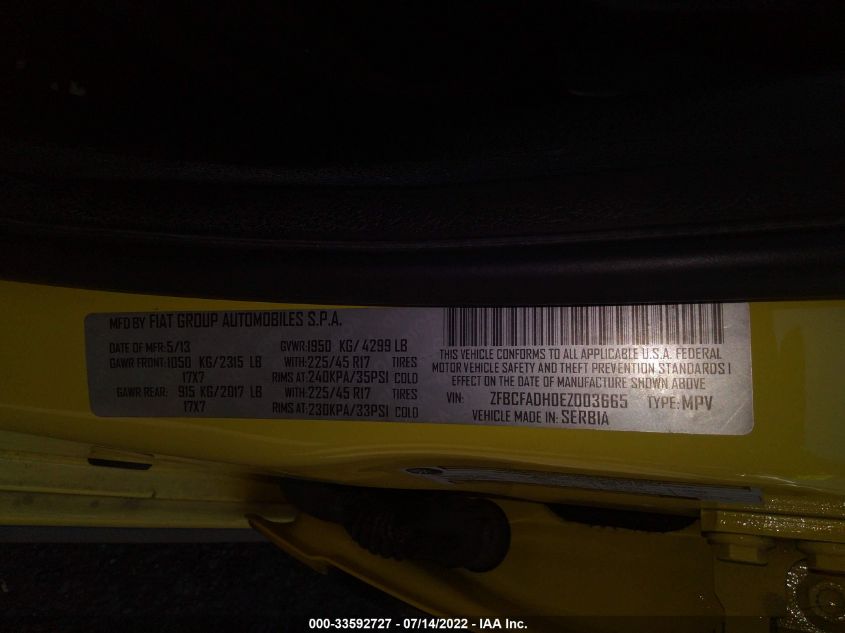 MFD BY FIAT GROUP AUTOMOBILES S.P.A.
DATE OF MFR: 5/13 GVWR: 1950 KG/ 4299 LB
GAWR FRONT: 1050 KG/ 2315 LB WITH: 225/45 R17 TIRES
17X7 RIMS AT: 240KPA/35PSI COLD
GAWR REAR: 915 KG/ 2017 LB WITH: 225/45 R17 TIRES
17X7 RIMS AT: 230KPA/33PSI COLD
THIS VEHICLE CONFORMS TO ALL APPLICABLE U.S.A. FEDERAL
MOTOR VEHICLE SAFETY AND THEFT PREVENTION STANDARDS I
EFFECT ON THE DATE OF MANUFACTURE SHOWN ABOVE
VIN: ZFBCFADH0EZ003665 TYPE: MPV
VEHICLE MADE IN: SERBIA
000-33592727 - 07/14/2022 - IAA Inc.